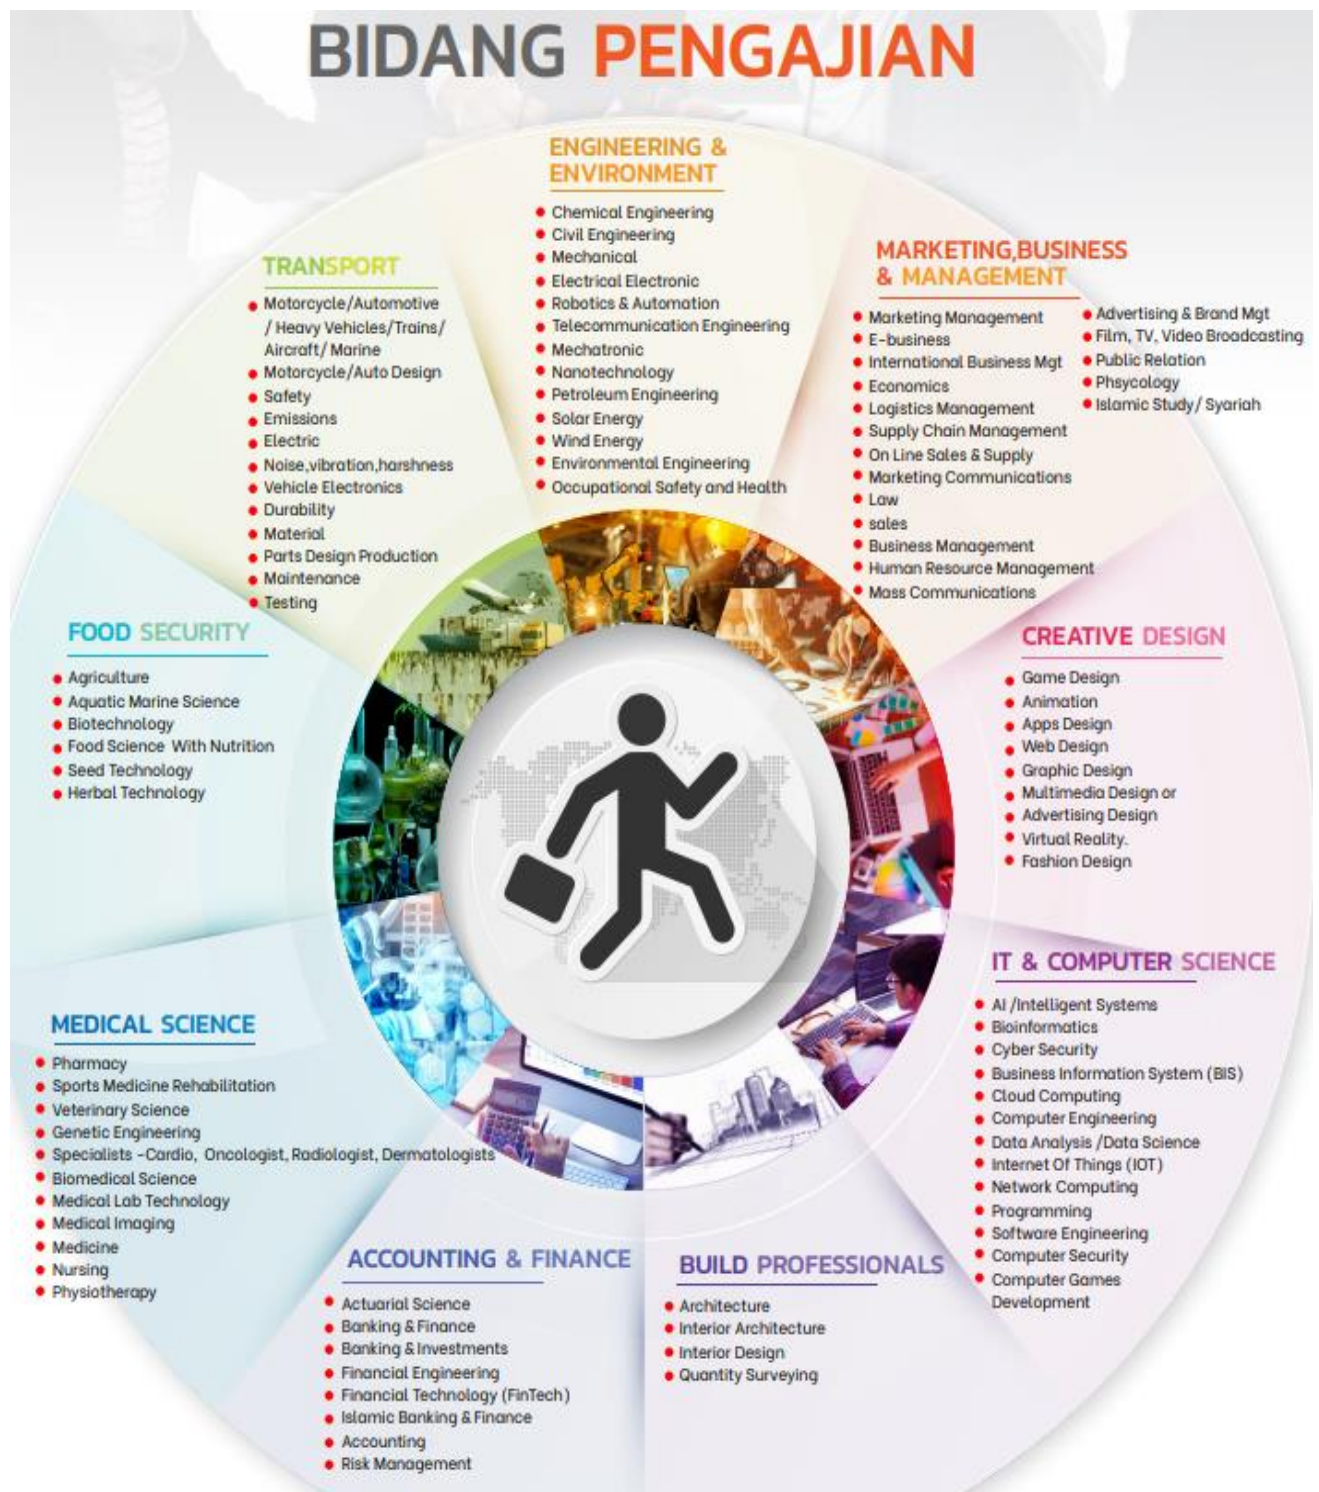 BIDANG PENGAJIAN
ENGINEERING &
ENVIRONMENT
Chemical Engineering
Civil Engineering
Mechanical
Electrical Electronic
Robotics & Automation
Telecommunication Engineering
Mechatronic
Nanotechnology
Petroleum Engineering
Solar Energy
Wind Energy
Environmental Engineering
Occupational Safety and Health
TRANSPORT
Motorcycle/Automotive
/ Heavy Vehicles/Trains/
Aircraft/ Marine
Motorcycle/Auto Design
Safety
Emissions
Electric
Noise,vibration,harshness
Vehicle Electronics
Durability
Material
Parts Design Production
Maintenance
Testing
MARKETING,BUSINESS
& MANAGEMENT
Marketing Management
E-business
International Business Mgt
Economics
Logistics Management
Supply Chain Management
On Line Sales & Supply
Marketing Communications
Law
sales
Business Management
Human Resource Management
Mass Communications
Advertising & Brand Mgt
Film, TV, Video Broadcasting
Public Relation
Phsycology
Islamic Study/ Syariah
FOOD SECURITY
Agriculture
Aquatic Marine Science
Biotechnology
Food Science With Nutrition
Seed Technology
Herbal Technology
CREATIVE DESIGN
Game Design
Animation
Apps Design
Web Design
Graphic Design
Multimedia Design or
Advertising Design
Virtual Reality.
Fashion Design
MEDICAL SCIENCE
Pharmacy
Sports Medicine Rehabilitation
Veterinary Science
Genetic Engineering
Specialists -Cardio, Oncologist, Radiologist, Dermatologists
Biomedical Science
Medical Lab Technology
Medical Imaging
Medicine
Nursing
Physiotherapy
IT & COMPUTER SCIENCE
AI /Intelligent Systems
Bioinformatics
Cyber Security
Business Information System (BIS)
Cloud Computing
Computer Engineering
Data Analysis /Data Science
Internet Of Things (IOT)
Network Computing
Programming
Software Engineering
Computer Security
Computer Games
Development
ACCOUNTING & FINANCE
Actuarial Science
Banking & Finance
Banking & Investments
Financial Engineering
Financial Technology (FinTech)
Islamic Banking & Finance
Accounting
Risk Management
BUILD PROFESSIONALS
Architecture
Interior Architecture
Interior Design
Quantity Surveying